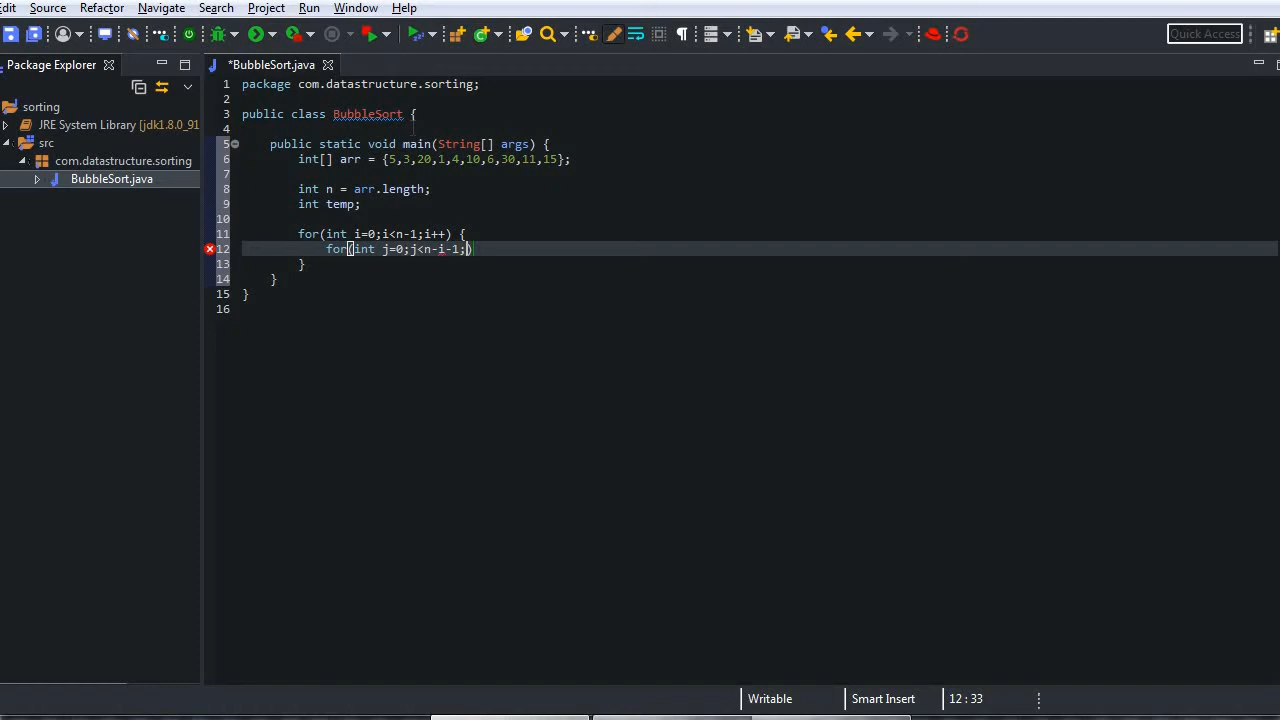 Edit Source Refactor Navigate Search Project Run Window Help
Quick Access
Package Explorer
*BubbleSort.java
sorting
JRE System Library [jdk1.8.0_91
src
com.datastructure.sorting
BubbleSort.java
1 package com.datastructure.sorting;
2
3 public class BubbleSort {
4
5 public static void main(String[] args) {
6 int[] arr = {5,3,20,1,4,10,6,30,11,15};
7
8 int n = arr.length;
9 int temp;
10
11 for(int i=0;i<n-1;i++) {
12 for(int j=0;j<n-i-1;)
13 }
14 }
15 }
16
Writable Smart Insert 12:33